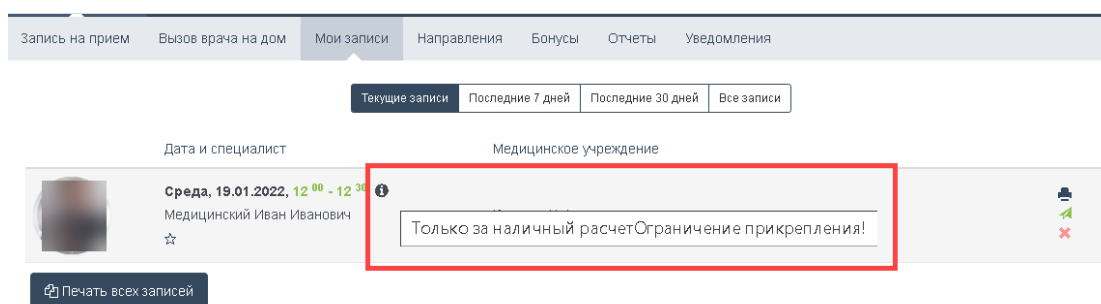 Запись на прием Вызов врача на дом Мои записи Направления Бонусы Отчеты Уведомления
Текущие записи Последние 7 дней Последние 30 дней Все записи
Дата и специалист Медицинское учреждение
Среда, 19.01.2022, 12 00 - 12 30
Медицинский Иван Иванович
Только за наличный расчетОграничение прикрепления!
Печать всех записей